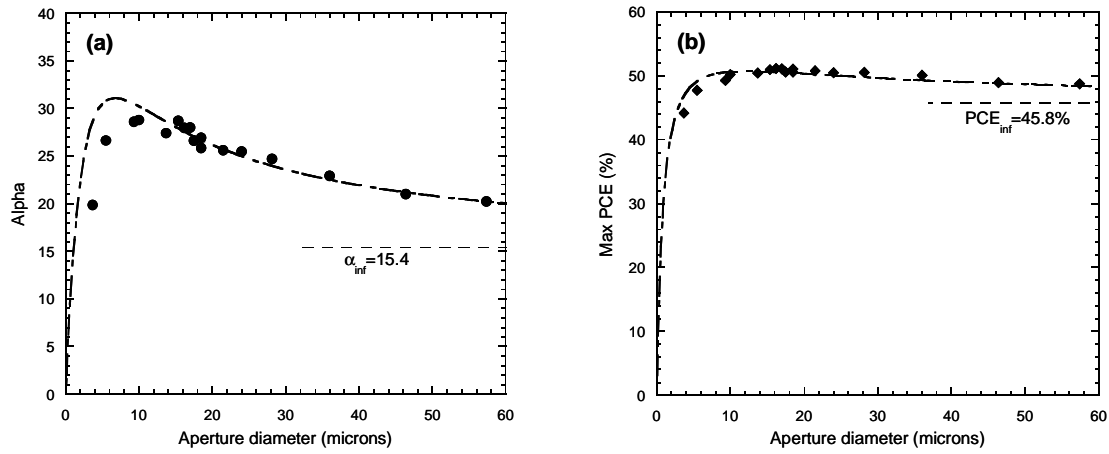 (a)
40
35
30
25
20
15
10
5
0
Alpha
α_inf=15.4
0 10 20 30 40 50 60
Aperture diameter (microns)
(b)
60
50
40
30
20
10
0
Max PCE (%)
PCE_inf=45.8%
0 10 20 30 40 50 60
Aperture diameter (microns)